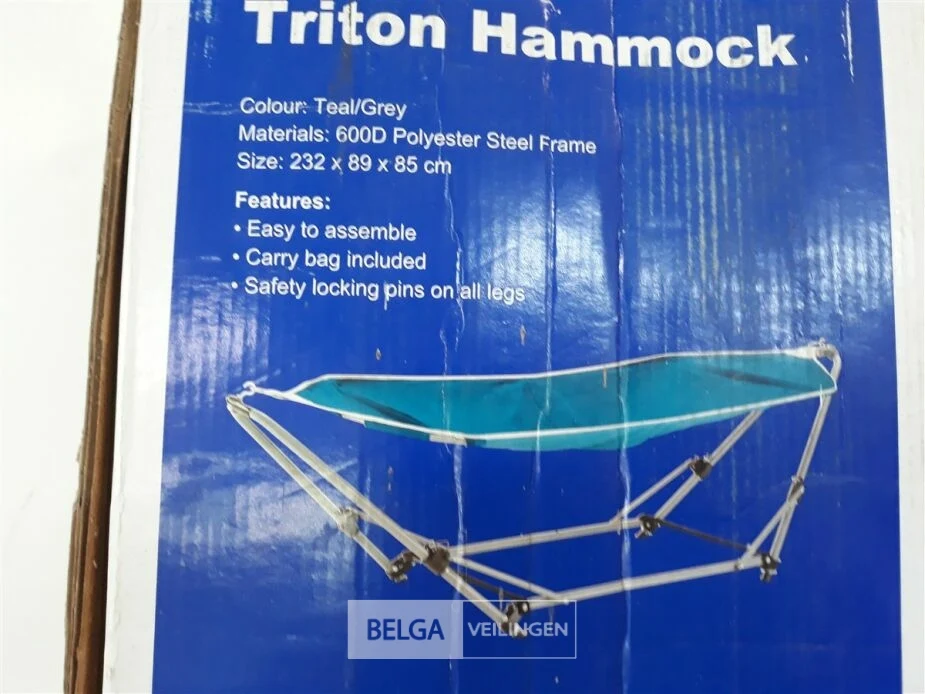 Triton Hammock
Colour: Teal/Grey
Materials: 600D Polyester Steel Frame
Size: 232 x 89 x 85 cm
Features:
• Easy to assemble
• Carry bag included
• Safety locking pins on all legs
BELGA VEILINGEN